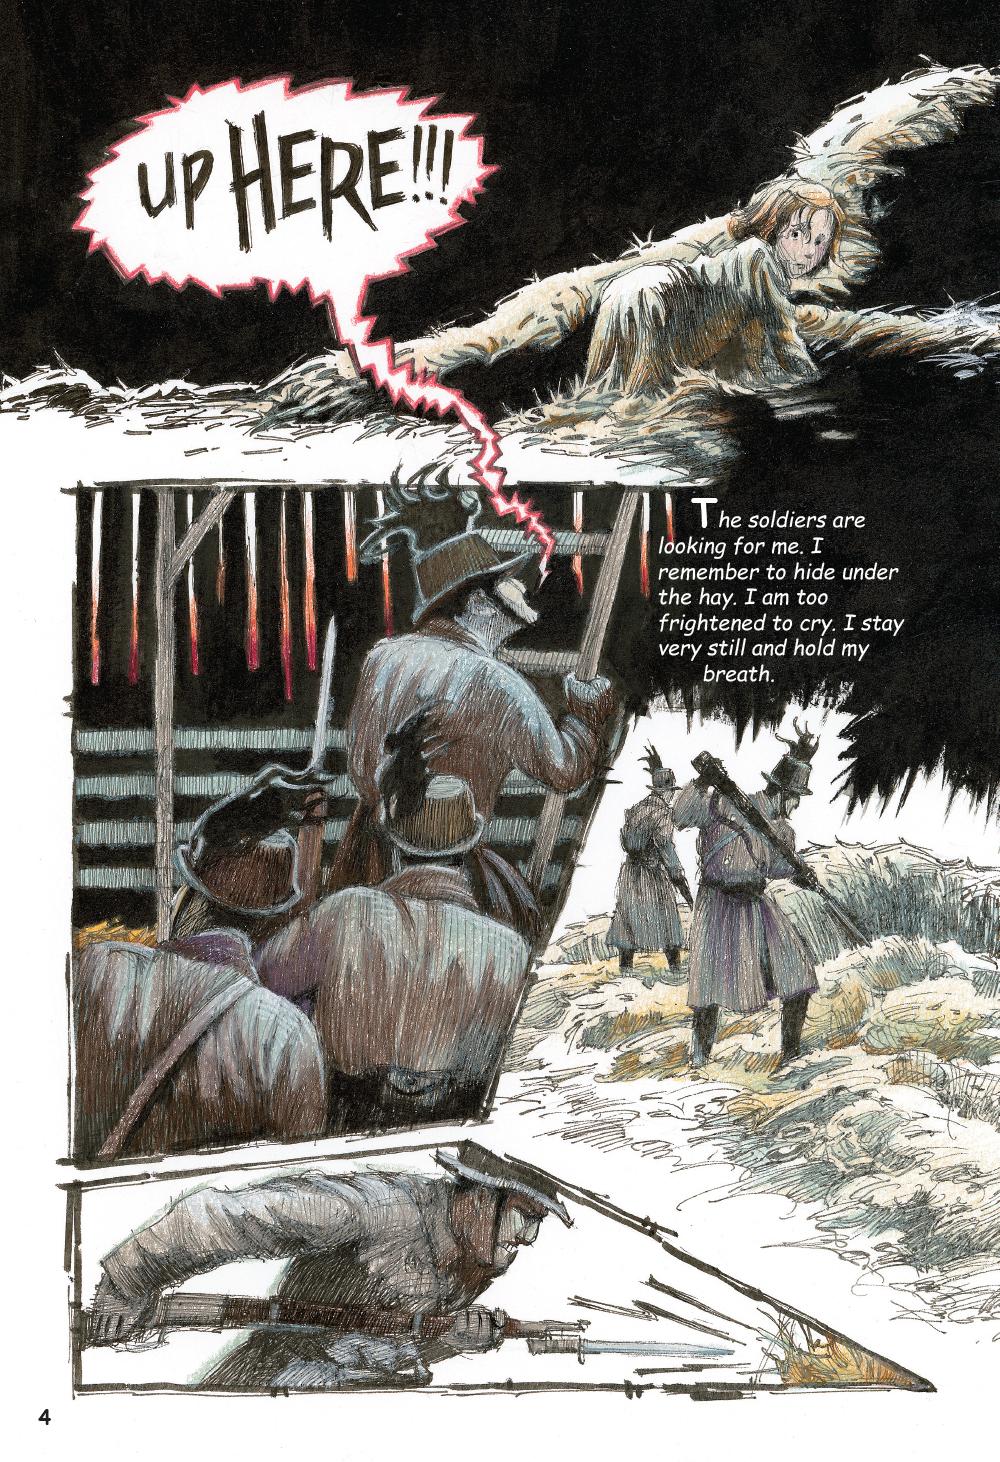 UP HERE!!!
The soldiers are
looking for me. I
remember to hide under
the hay. I am too
frightened to cry. I stay
very still and hold my
breath.
4